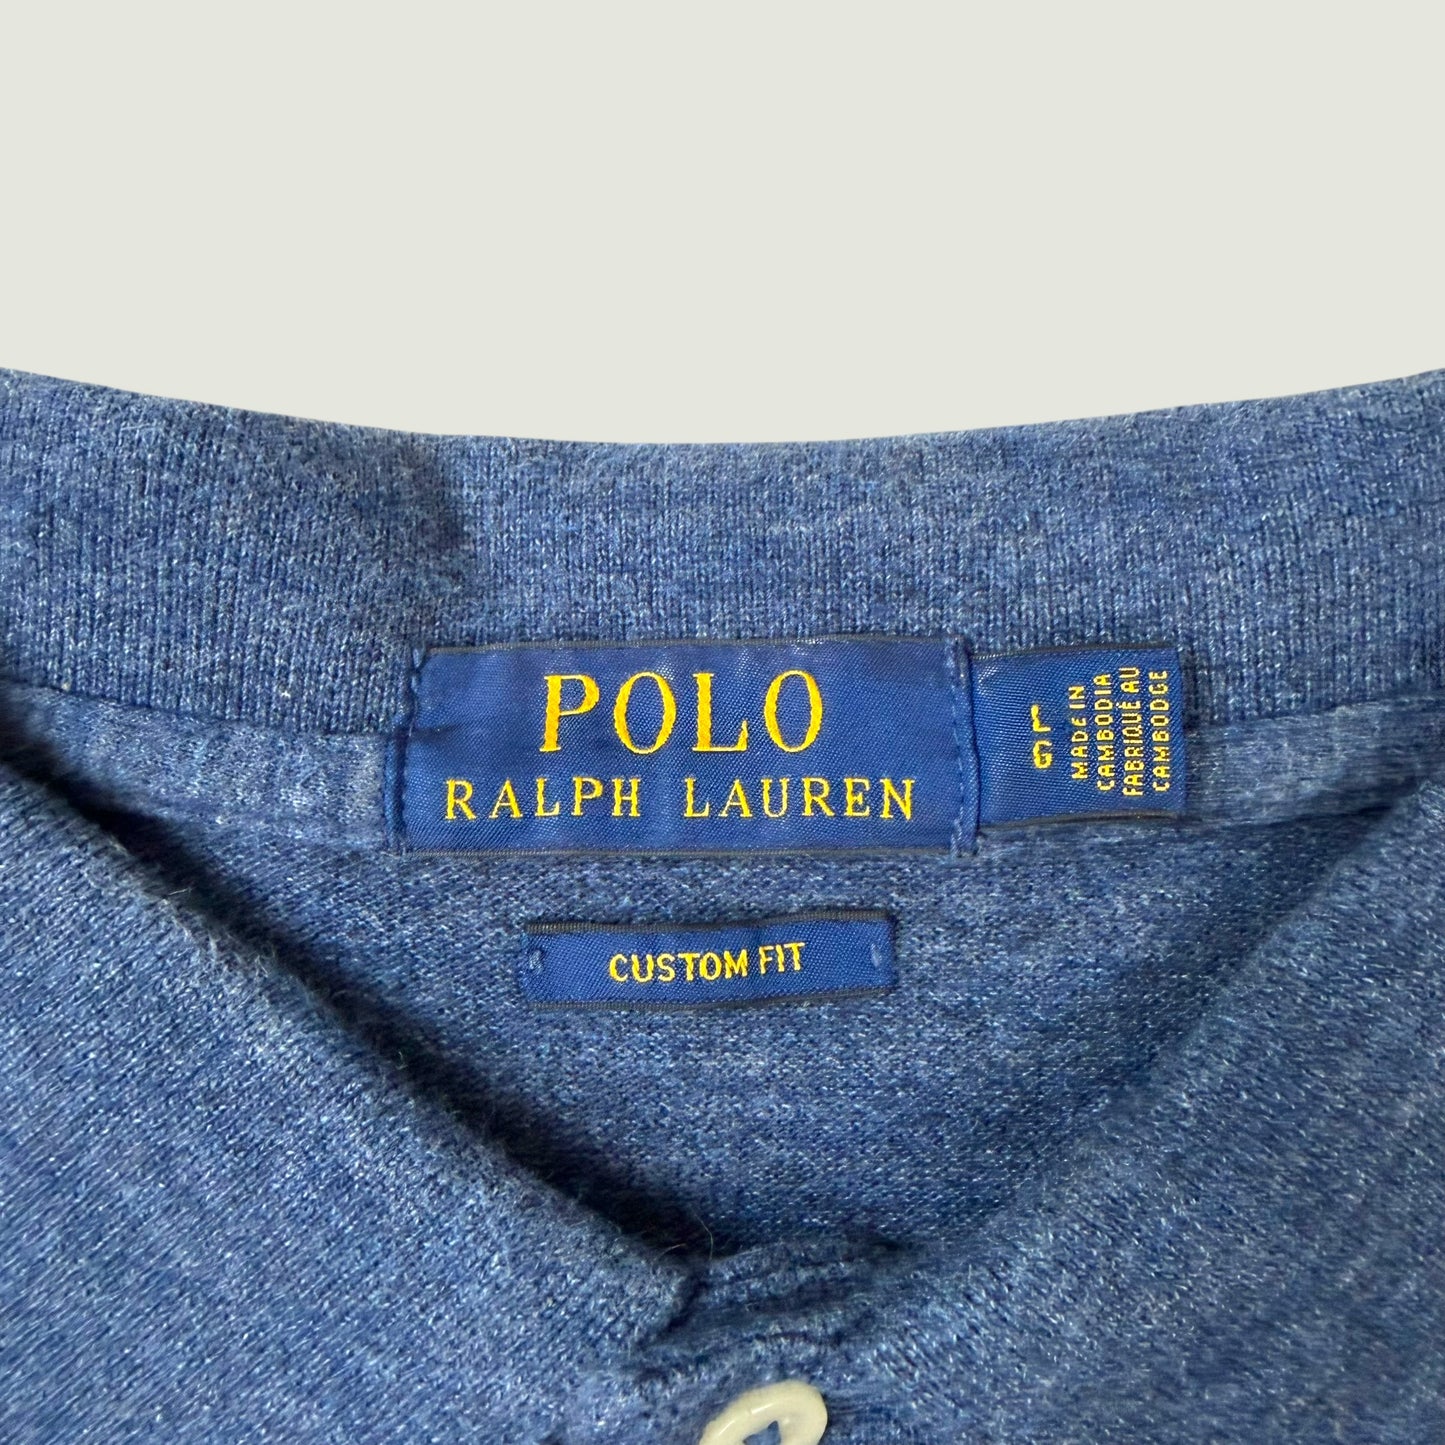 POLO
RALPH LAUREN
L
G
MADE IN
CAMBODIA
FABRIQUÉ AU
CAMBODGE
CUSTOM FIT